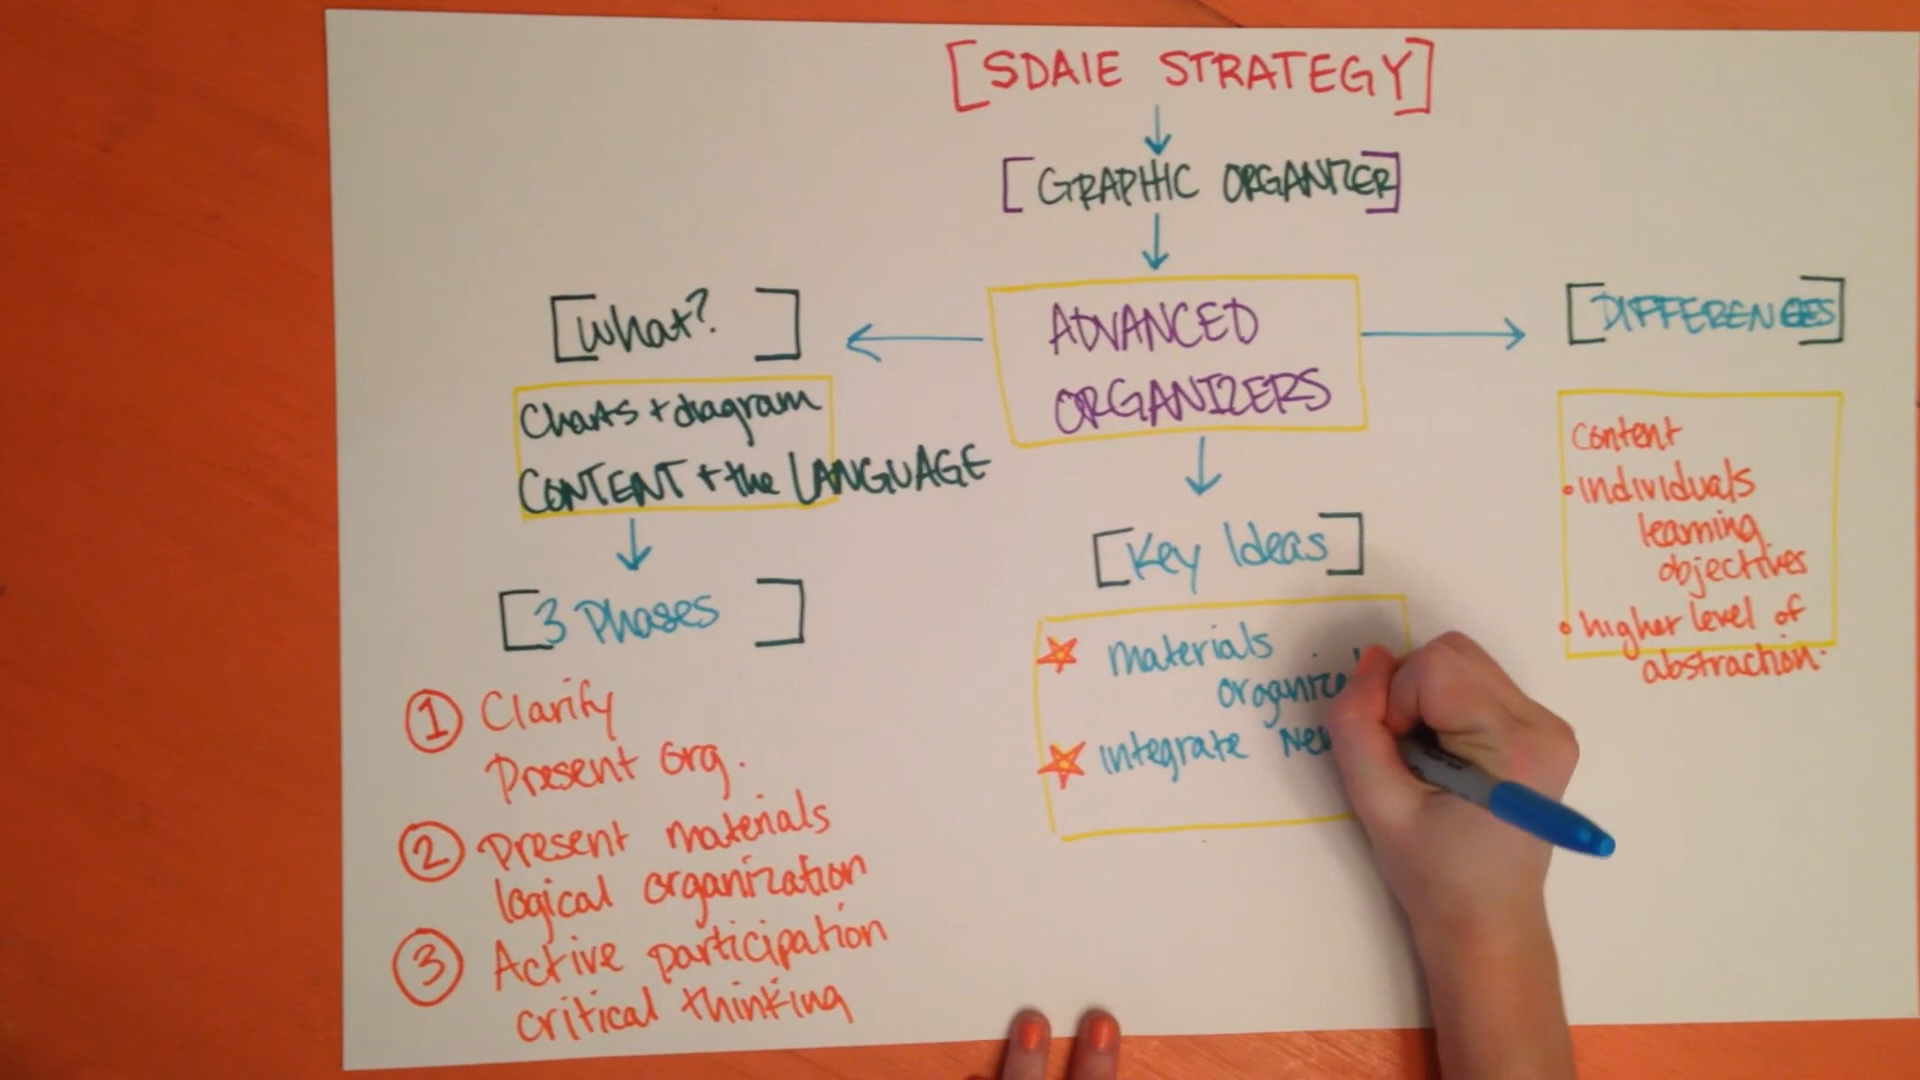 [SDAIE STRATEGY]
[GRAPHIC ORGANIZER]
ADVANCED
ORGANIZERS
[What? ]
Charts + diagram
CONTENT + the LANGUAGE
[3 Phases ]
1 Clarify
Present org.
2 Present materials
logical organization
3 Active participation
critical thinking
[Key Ideas]
materials
integrate
[DIFFERENCES]
Content
• individuals
learning
objectives
• higher level of
abstraction.